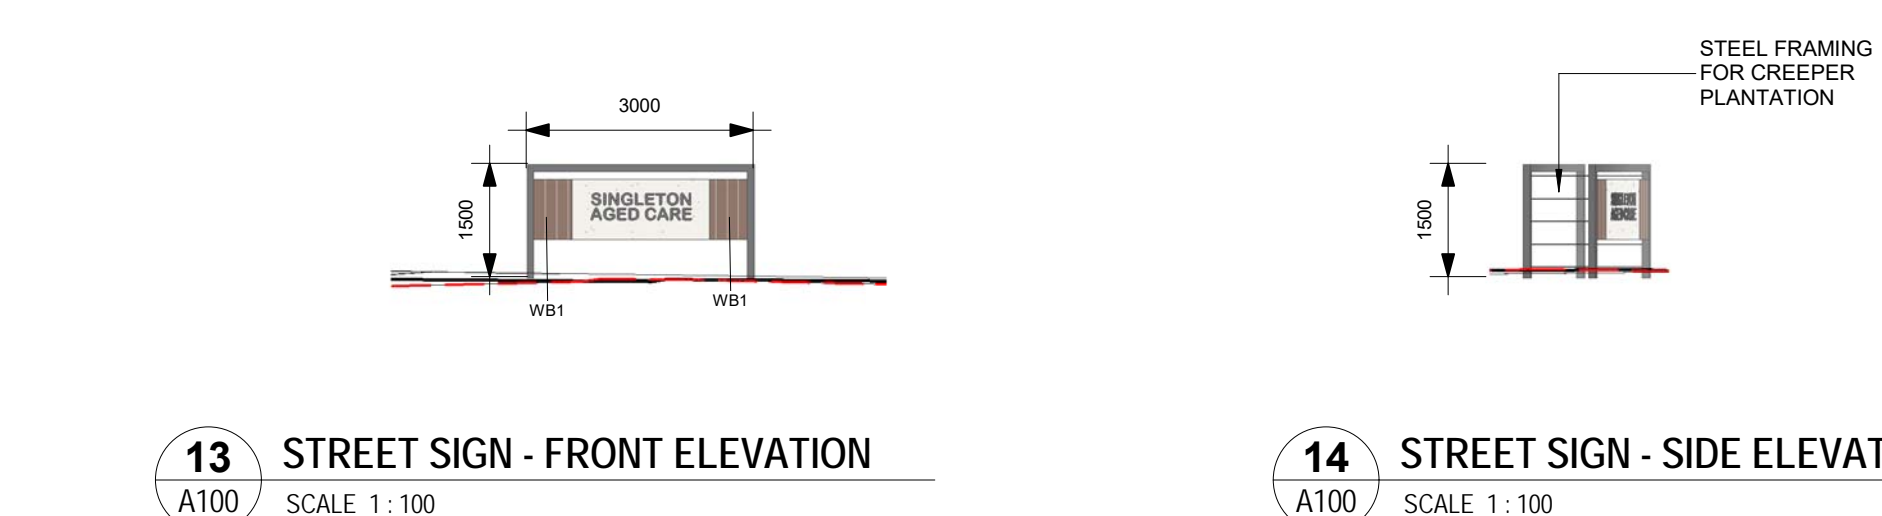 3000
1500
SINGLETON
AGED CARE
WB1
WB1
13
A100
STREET SIGN - FRONT ELEVATION
SCALE 1 : 100
STEEL FRAMING
FOR CREEPER
PLANTATION
1500
14
A100
STREET SIGN - SIDE ELEVAT
SCALE 1 : 100